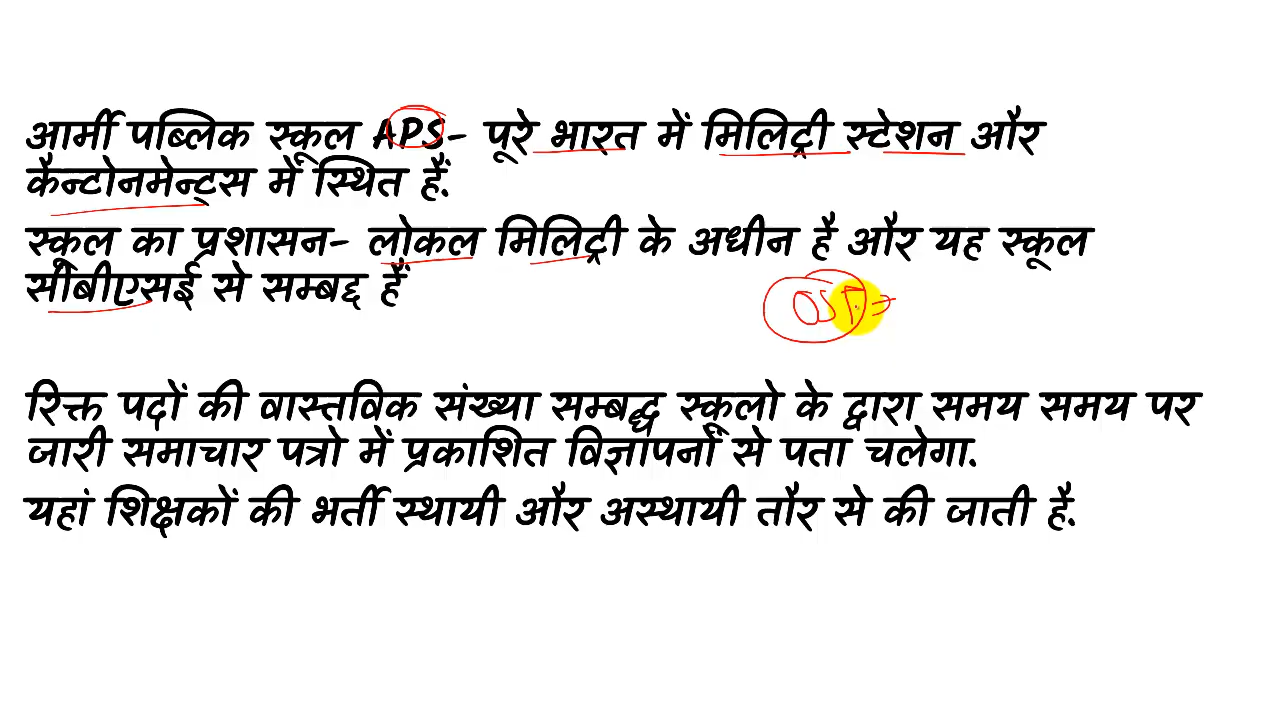 आर्मी पब्लिक स्कूल APS- पूरे भारत में मिलिट्री स्टेशन और
कैन्टोनमेन्ट्स में स्थित हैं.
स्कूल का प्रशासन- लोकल मिलिट्री के अधीन है और यह स्कूल
सीबीएसई से सम्बद्द हैं
रिक्त पदों की वास्तविक संख्या सम्बद्ध स्कूलो के द्वारा समय समय पर
जारी समाचार पत्रो में प्रकाशित विज्ञापनों से पता चलेगा.
यहां शिक्षकों की भर्ती स्थायी और अस्थायी तौर से की जाती है.